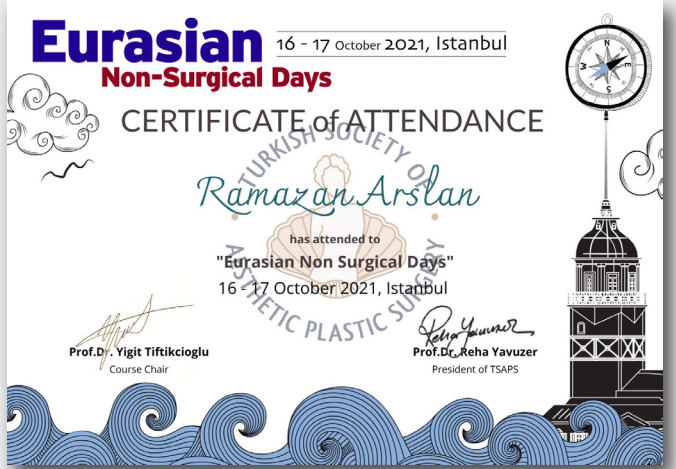 Eurasian
16 - 17 October 2021, Istanbul
Non-Surgical Days
CERTIFICATE of ATTENDANCE
TURKISH SOCIETY OF
AESTHETIC PLASTIC SURGERY
Ramazan Arslan
has attended to
"Eurasian Non Surgical Days"
16 - 17 October 2021, Istanbul
Reha Yavuzer
Prof.Dr. Yigit Tiftikcioglu
Course Chair
Prof.Dr. Reha Yavuzer
President of TSAPS
N
E
S